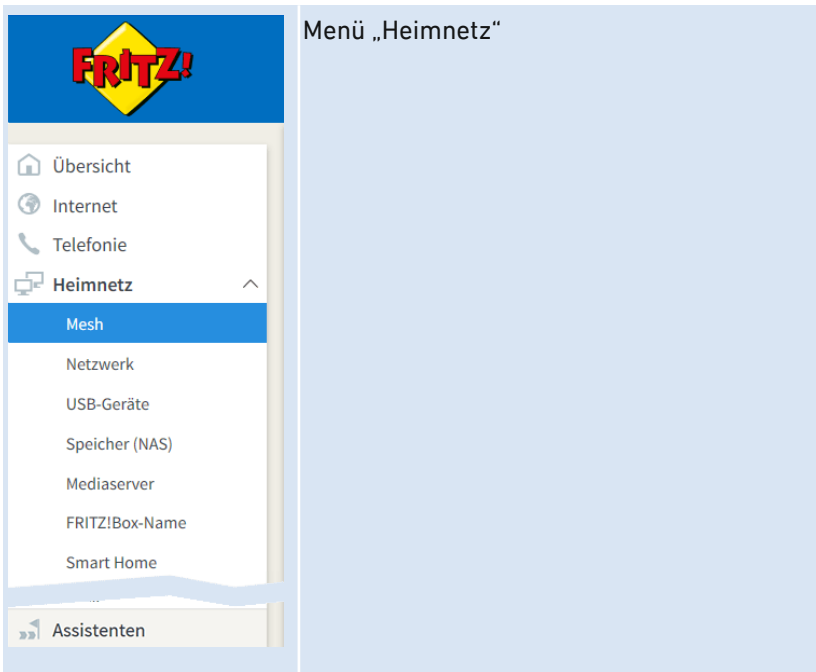 FRITZ!
Menü „Heimnetz“
Übersicht
Internet
Telefonie
Heimnetz
Mesh
Netzwerk
USB-Geräte
Speicher (NAS)
Mediaserver
FRITZ!Box-Name
Smart Home
Assistenten